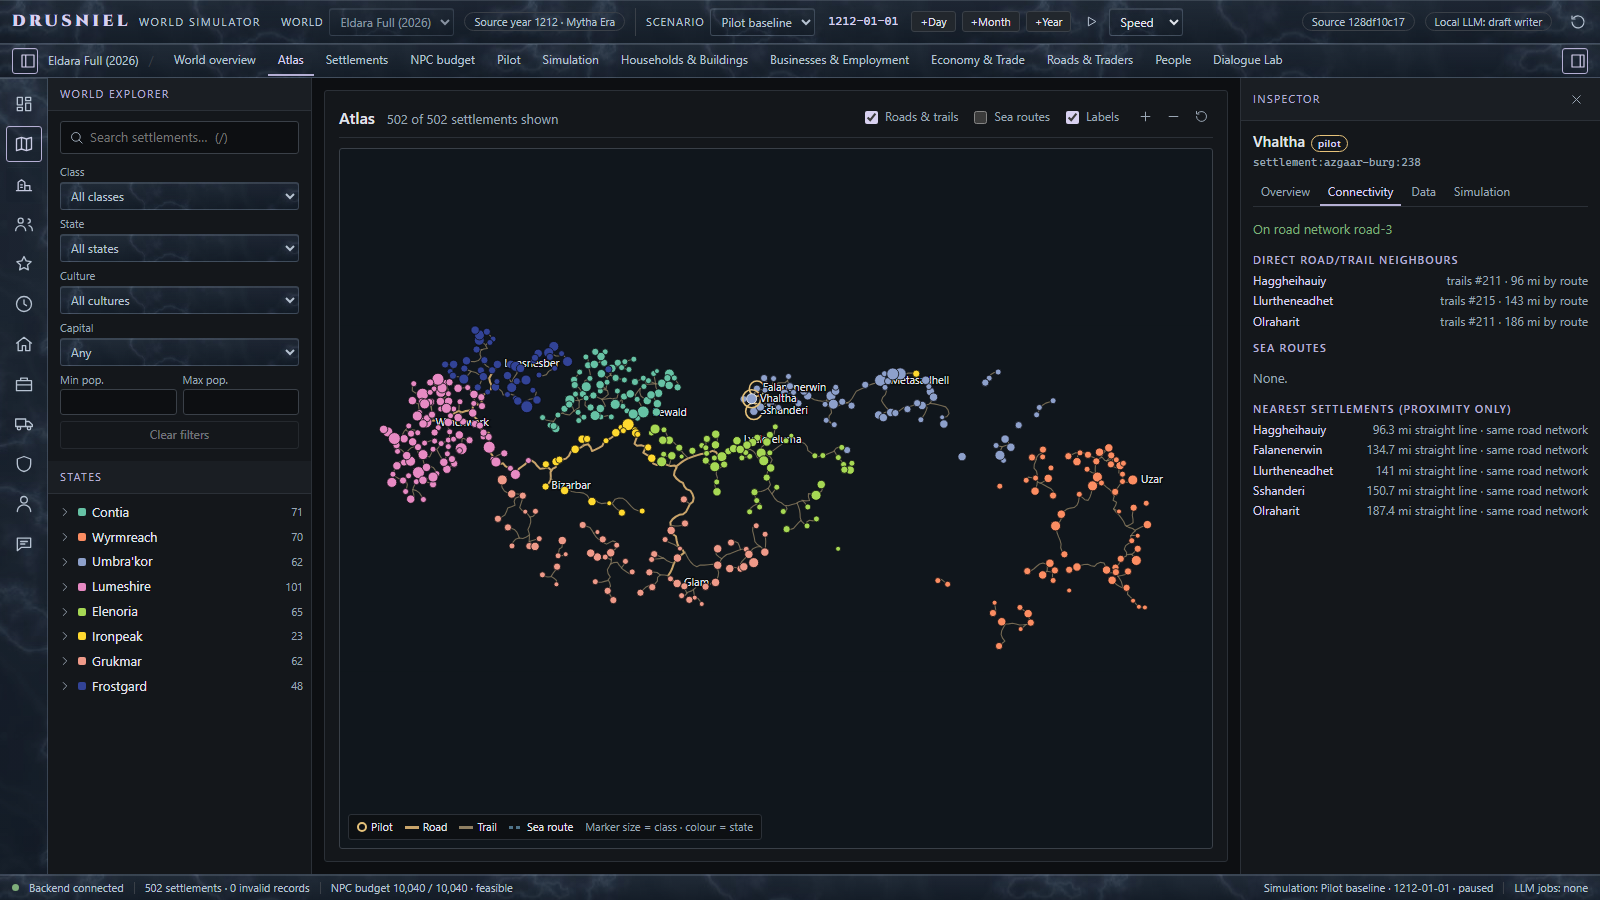 DRUSNIEL WORLD SIMULATOR WORLD Eldara Full (2026) Source year 1212 · Mytha Era SCENARIO Pilot baseline 1212-01-01 +Day +Month +Year Speed Source 128df10c17 Local LLM: draft writer
Eldara Full (2026) / World overview Atlas Settlements NPC budget Pilot Simulation Households & Buildings Businesses & Employment Economy & Trade Roads & Traders People Dialogue Lab
WORLD EXPLORER
Search settlements... (/)
Class
All classes
State
All states
Culture
All cultures
Capital
Any
Min pop. Max pop.
Clear filters
STATES
Contia 71
Wyrmreach 70
Umbra'kor 62
Lumeshire 101
Elenoria 65
Ironpeak 23
Grukmar 62
Frostgard 48
Atlas 502 of 502 settlements shown
Roads & trails Sea routes Labels
Falanenerwin
Vhaltha
Sshanderi
ewald
Bizarbar
Uzar
Glam
Pilot Road Trail Sea route Marker size = class · colour = state
INSPECTOR
Vhaltha pilot
settlement:azgaar-burg:238
Overview Connectivity Data Simulation
On road network road-3
DIRECT ROAD/TRAIL NEIGHBOURS
Haggheihauiy trails #211 · 96 mi by route
Llurtheneadhet trails #215 · 143 mi by route
Olraharit trails #211 · 186 mi by route
SEA ROUTES
None.
NEAREST SETTLEMENTS (PROXIMITY ONLY)
Haggheihauiy 96.3 mi straight line · same road network
Falanenerwin 134.7 mi straight line · same road network
Llurtheneadhet 141 mi straight line · same road network
Sshanderi 150.7 mi straight line · same road network
Olraharit 187.4 mi straight line · same road network
Backend connected 502 settlements · 0 invalid records NPC budget 10,040 / 10,040 · feasible Simulation: Pilot baseline · 1212-01-01 · paused LLM jobs: none